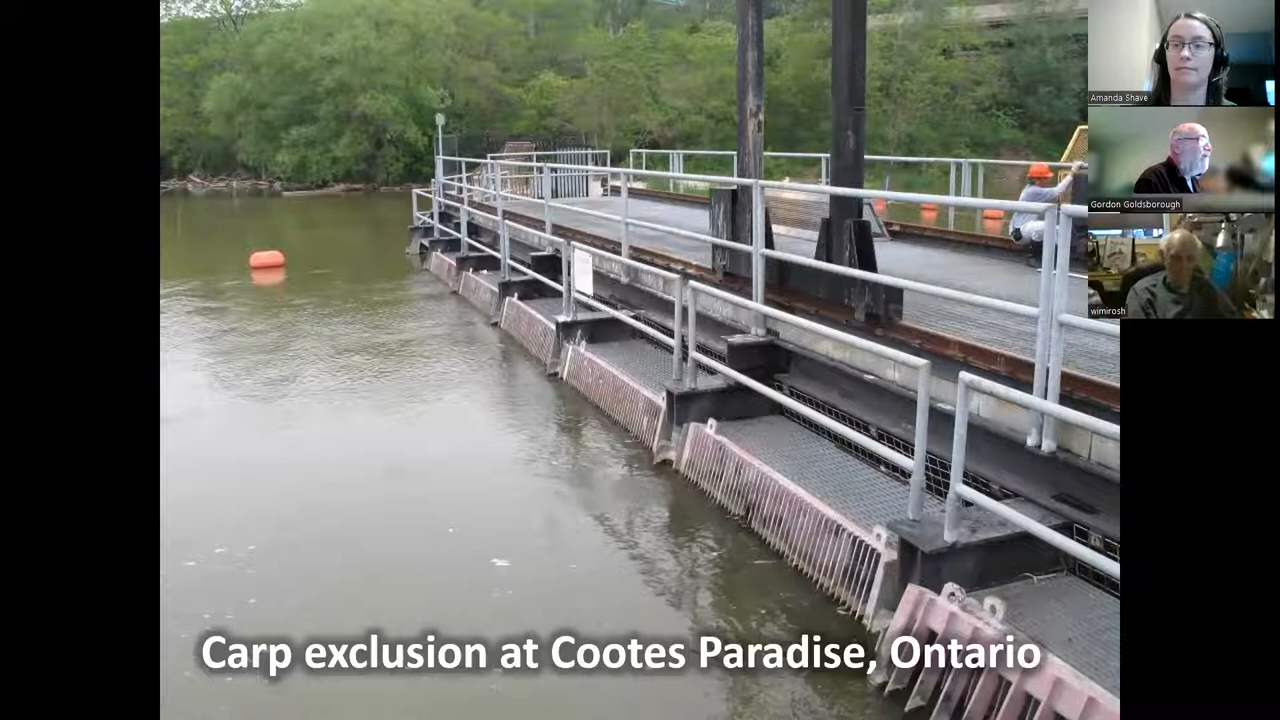 Amanda Shave
Gordon Goldsborough
wimirosh
Carp exclusion at Cootes Paradise, Ontario